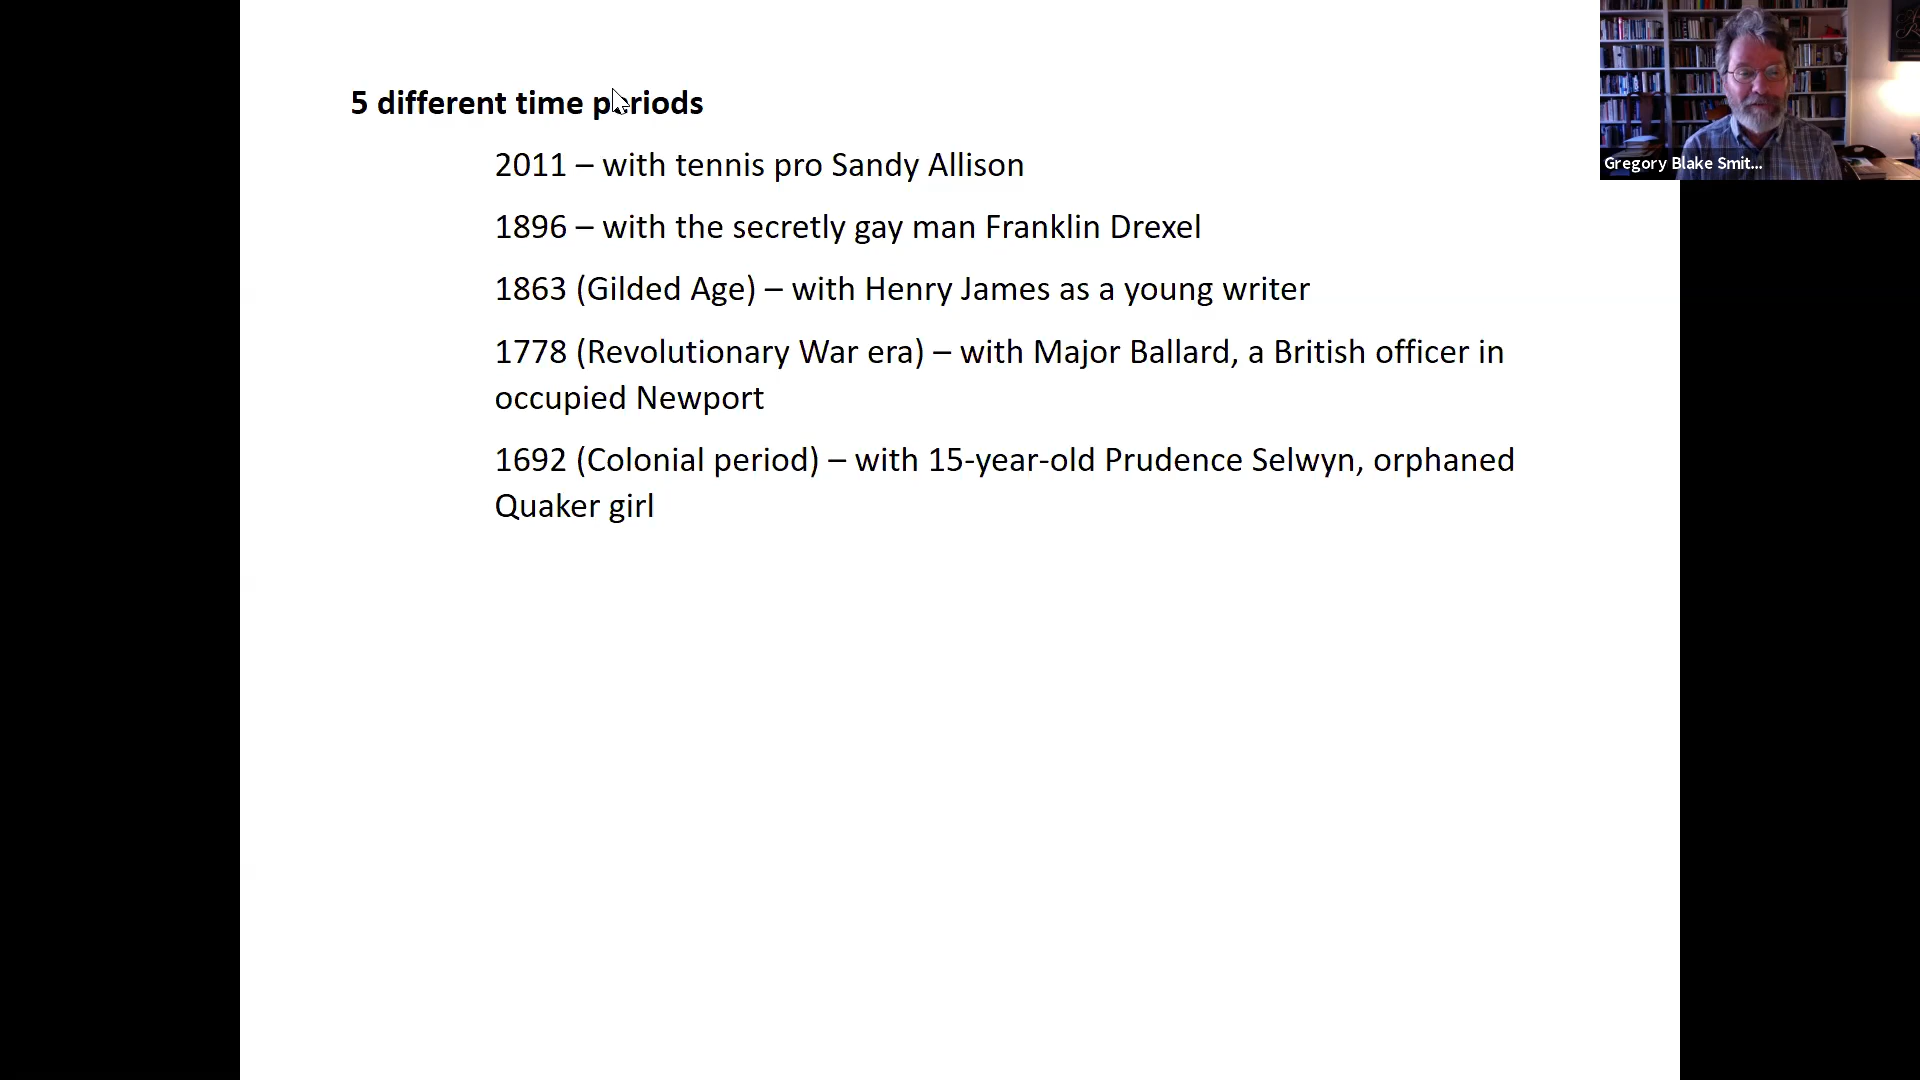 5 different time periods
2011 – with tennis pro Sandy Allison
1896 – with the secretly gay man Franklin Drexel
1863 (Gilded Age) – with Henry James as a young writer
1778 (Revolutionary War era) – with Major Ballard, a British officer in
occupied Newport
1692 (Colonial period) – with 15-year-old Prudence Selwyn, orphaned
Quaker girl
Gregory Blake Smit...